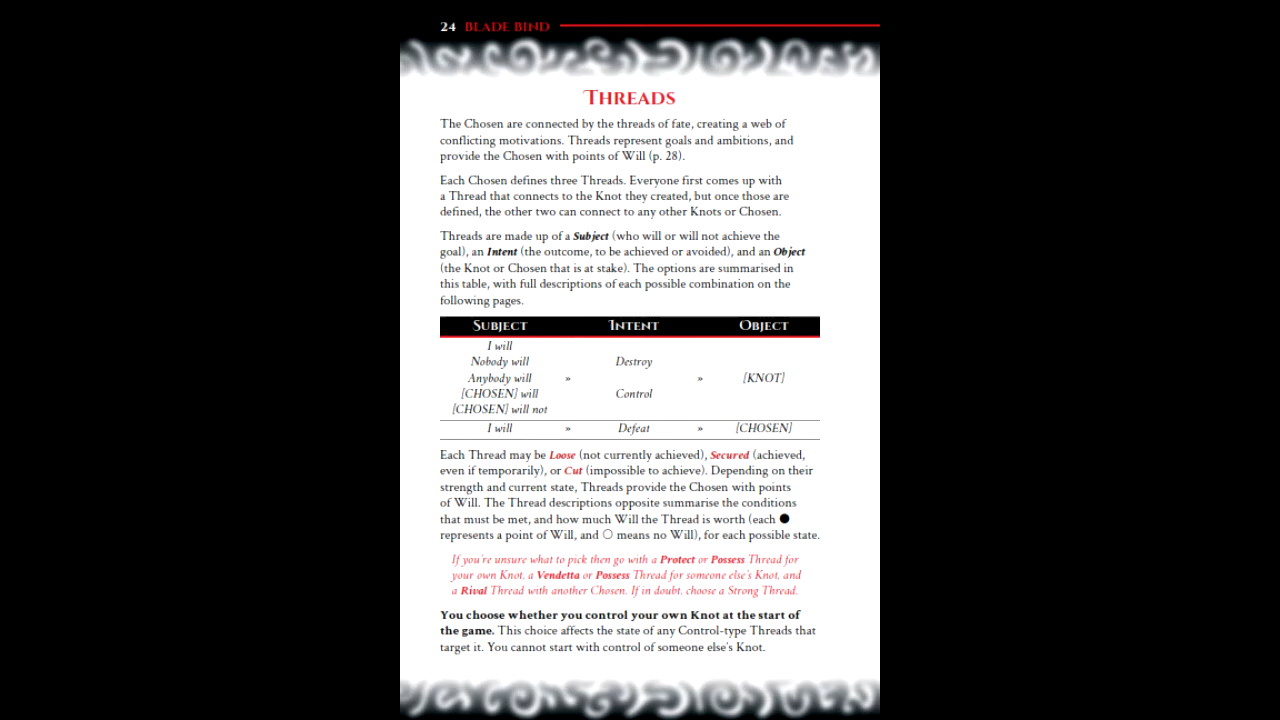 24 BLADE BIND
THREADS
The Chosen are connected by the threads of fate, creating a web of
conflicting motivations. Threads represent goals and ambitions, and
provide the Chosen with points of Will (p. 28).
Each Chosen defines three Threads. Everyone first comes up with
a Thread that connects to the Knot they created, but once those are
defined, the other two can connect to any other Knots or Chosen.
Threads are made up of a Subject (who will or will not achieve the
goal), an Intent (the outcome, to be achieved or avoided), and an Object
(the Knot or Chosen that is at stake). The options are summarised in
this table, with full descriptions of each possible combination on the
following pages.
SUBJECT INTENT OBJECT
I will
Nobody will Destroy
Anybody will » » [KNOT]
[CHOSEN] will Control
[CHOSEN] will not
I will » Defeat » [CHOSEN]
Each Thread may be Loose (not currently achieved), Secured (achieved,
even if temporarily), or Cut (impossible to achieve). Depending on their
strength and current state, Threads provide the Chosen with points
of Will. The Thread descriptions opposite summarise the conditions
that must be met, and how much Will the Thread is worth (each ●
represents a point of Will, and ○ means no Will), for each possible state.
If you're unsure what to pick then go with a Protect or Possess Thread for
your own Knot, a Vendetta or Possess Thread for someone else's Knot, and
a Rival Thread with another Chosen. If in doubt, choose a Strong Thread.
You choose whether you control your own Knot at the start of
the game. This choice affects the state of any Control-type Threads that
target it. You cannot start with control of someone else's Knot.